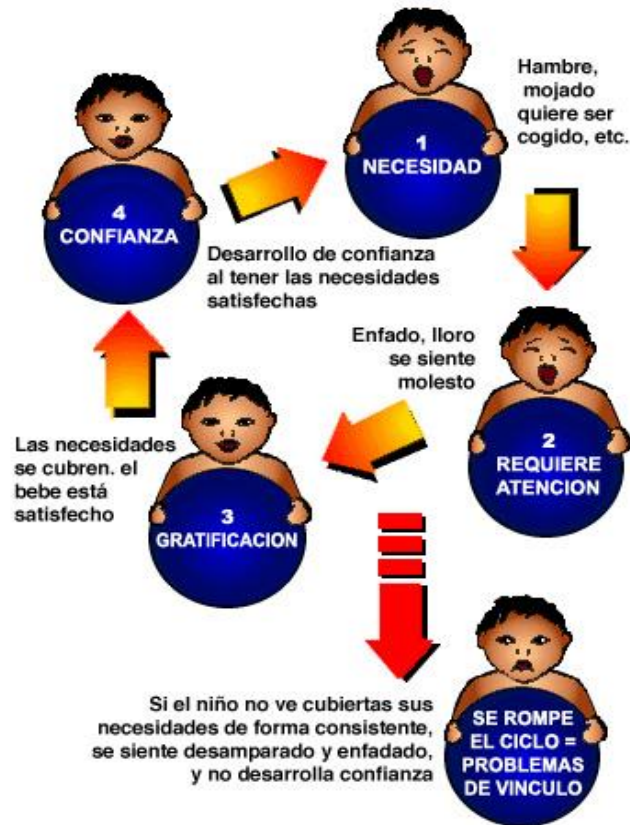 1
NECESIDAD
Hambre,
mojado
quiere ser
cogido, etc.
2
REQUIERE
ATENCION
Enfado, lloro
se siente
molesto
3
GRATIFICACION
Las necesidades
se cubren. el
bebe está
satisfecho
4
CONFIANZA
Desarrollo de confianza
al tener las necesidades
satisfechas
Si el niño no ve cubiertas sus
necesidades de forma consistente,
se siente desamparado y enfadado,
y no desarrolla confianza
SE ROMPE
EL CICLO =
PROBLEMAS
DE VINCULO